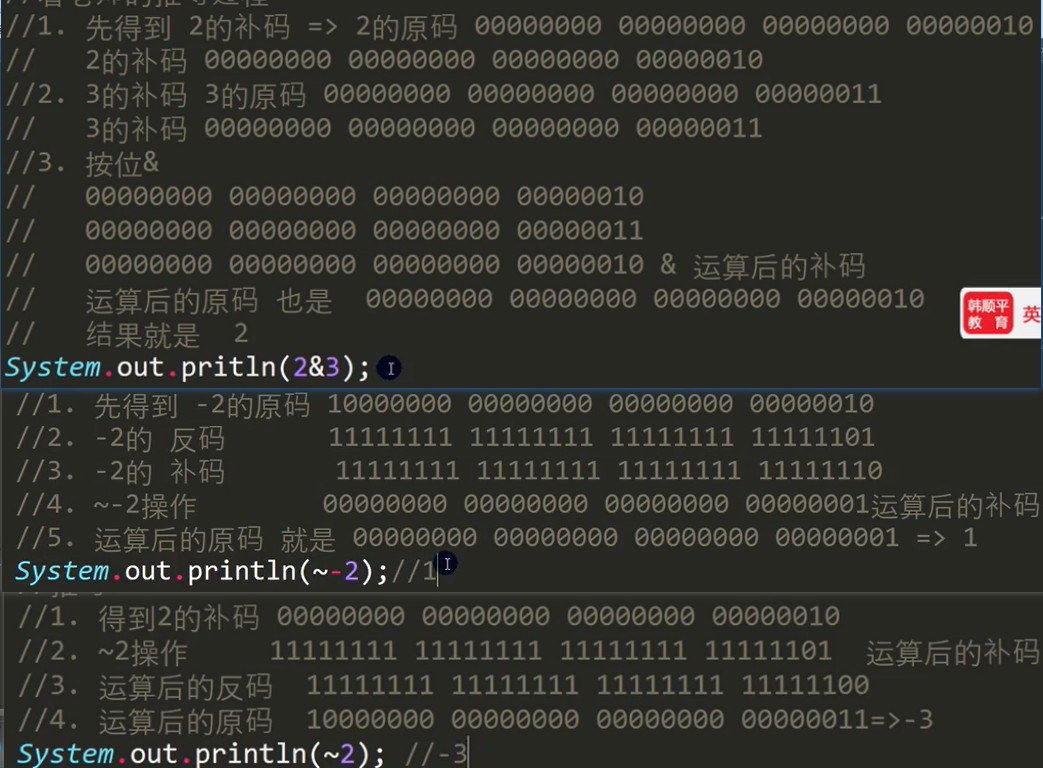 //1. 先得到 2的补码 => 2的原码 00000000 00000000 00000000 00000010
// 2的补码 00000000 00000000 00000000 00000010
//2. 3的补码 3的原码 00000000 00000000 00000000 00000011
// 3的补码 00000000 00000000 00000000 00000011
//3. 按位&
// 00000000 00000000 00000000 00000010
// 00000000 00000000 00000000 00000011
// 00000000 00000000 00000000 00000010 & 运算后的补码
// 运算后的原码 也是 00000000 00000000 00000000 00000010
// 结果就是 2
System.out.pritln(2&3);
韩顺平
教 育
英
//1. 先得到 -2的原码 10000000 00000000 00000000 00000010
//2. -2的 反码 11111111 11111111 11111111 11111101
//3. -2的 补码 11111111 11111111 11111111 11111110
//4. ~-2操作 00000000 00000000 00000000 00000001运算后的补码
//5. 运算后的原码 就是 00000000 00000000 00000000 00000001 => 1
System.out.println(~-2);//1
//1. 得到2的补码 00000000 00000000 00000000 00000010
//2. ~2操作 11111111 11111111 11111111 11111101 运算后的补码
//3. 运算后的反码 11111111 11111111 11111111 11111100
//4. 运算后的原码 10000000 00000000 00000000 00000011=>-3
System.out.println(~2); //-3